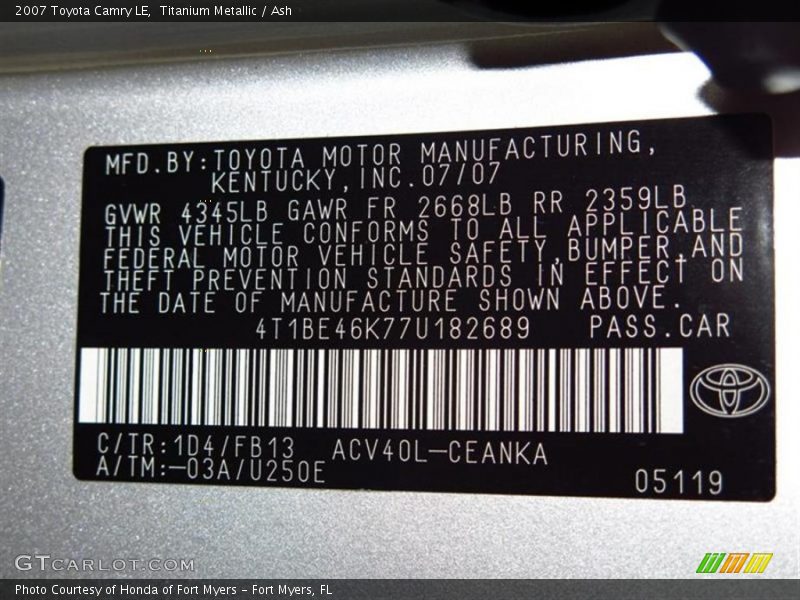 2007 Toyota Camry LE,  Titanium Metallic / Ash
MFD.BY:TOYOTA MOTOR MANUFACTURING,
KENTUCKY,INC.07/07
GVWR 4345LB GAWR FR 2668LB RR 2359LB
THIS VEHICLE CONFORMS TO ALL APPLICABLE
FEDERAL MOTOR VEHICLE SAFETY,BUMPER,AND
THEFT PREVENTION STANDARDS IN EFFECT ON
THE DATE OF MANUFACTURE SHOWN ABOVE.
4T1BE46K77U182689 PASS.CAR
C/TR:1D4/FB13 ACV40L-CEANKA
A/TM:-03A/U250E
05119
GTCARLOT.COM
Photo Courtesy of Honda of Fort Myers - Fort Myers, FL